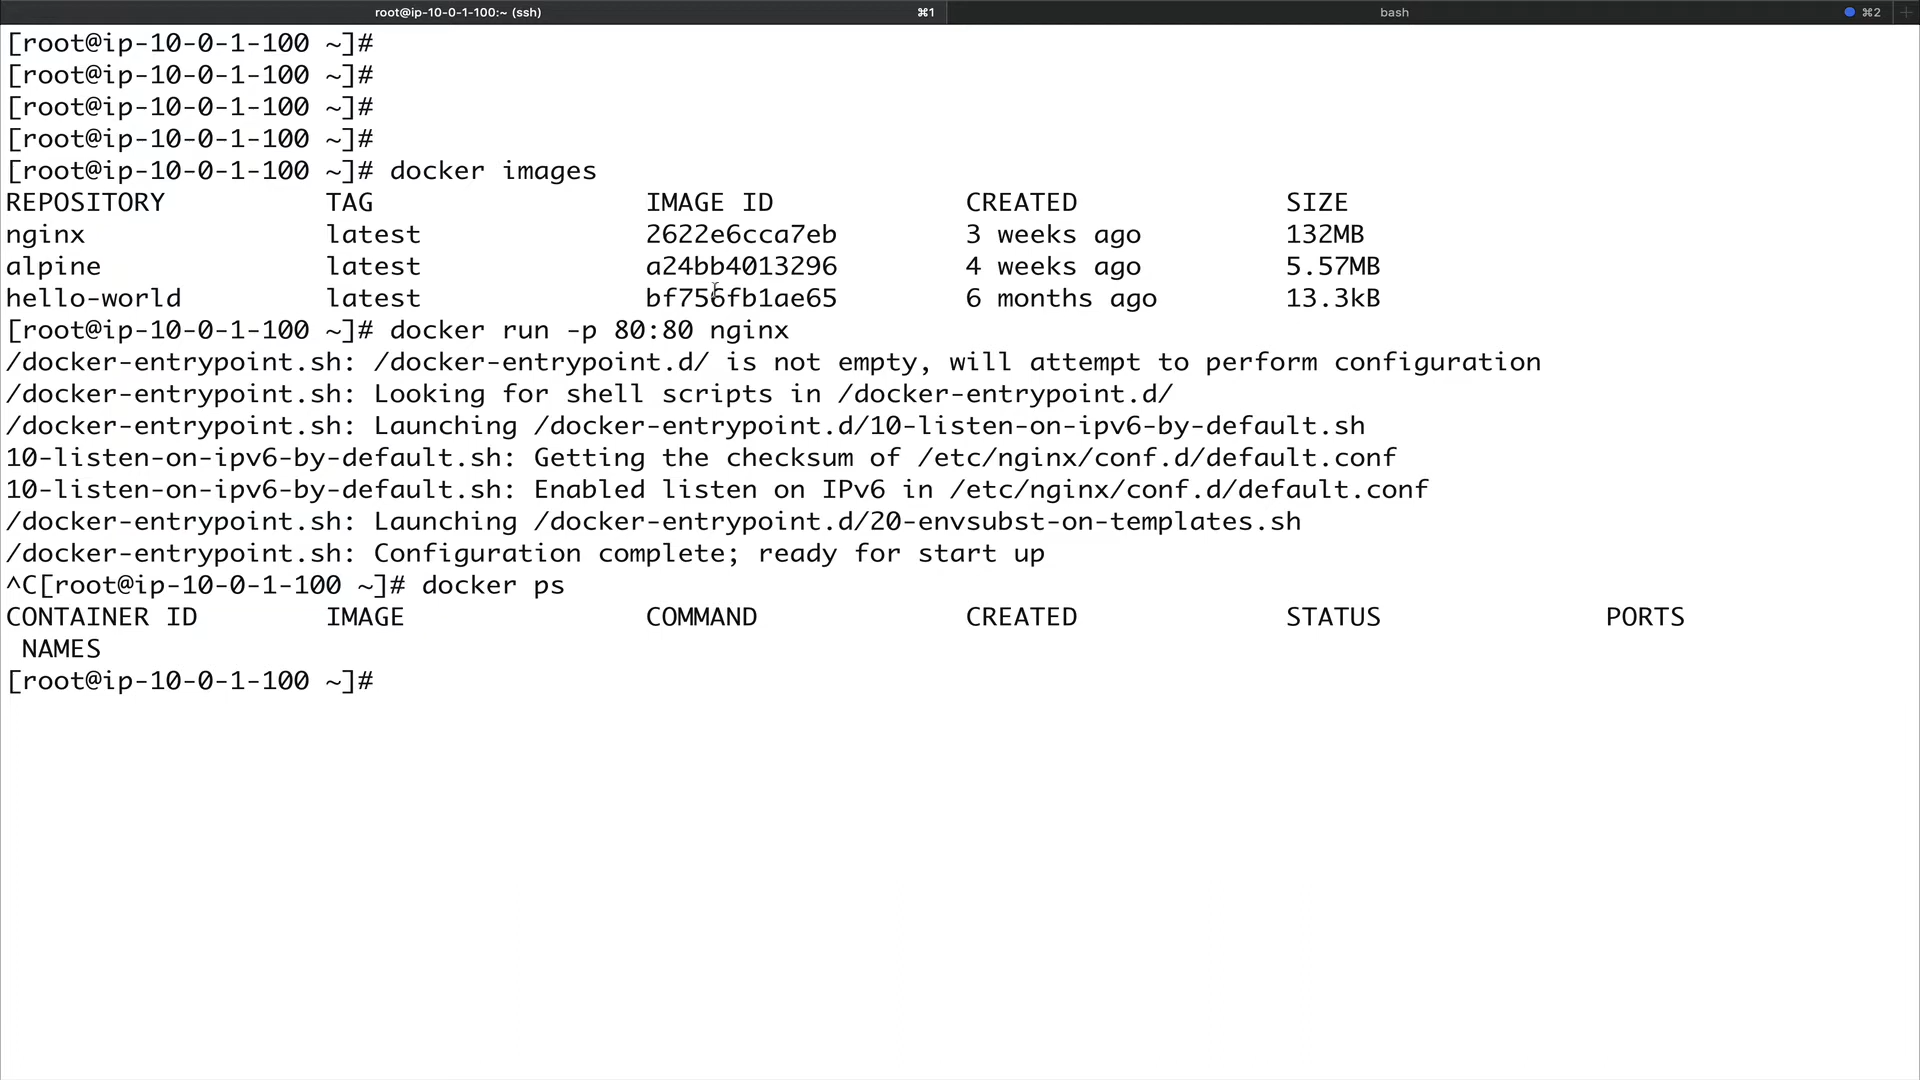 root@ip-10-0-1-100:~ (ssh) ⌘1 bash ⌘2
[root@ip-10-0-1-100 ~]#
[root@ip-10-0-1-100 ~]#
[root@ip-10-0-1-100 ~]#
[root@ip-10-0-1-100 ~]#
[root@ip-10-0-1-100 ~]# docker images
REPOSITORY TAG IMAGE ID CREATED SIZE
nginx latest 2622e6cca7eb 3 weeks ago 132MB
alpine latest a24bb4013296 4 weeks ago 5.57MB
hello-world latest bf756fb1ae65 6 months ago 13.3kB
[root@ip-10-0-1-100 ~]# docker run -p 80:80 nginx
/docker-entrypoint.sh: /docker-entrypoint.d/ is not empty, will attempt to perform configuration
/docker-entrypoint.sh: Looking for shell scripts in /docker-entrypoint.d/
/docker-entrypoint.sh: Launching /docker-entrypoint.d/10-listen-on-ipv6-by-default.sh
10-listen-on-ipv6-by-default.sh: Getting the checksum of /etc/nginx/conf.d/default.conf
10-listen-on-ipv6-by-default.sh: Enabled listen on IPv6 in /etc/nginx/conf.d/default.conf
/docker-entrypoint.sh: Launching /docker-entrypoint.d/20-envsubst-on-templates.sh
/docker-entrypoint.sh: Configuration complete; ready for start up
^C[root@ip-10-0-1-100 ~]# docker ps
CONTAINER ID IMAGE COMMAND CREATED STATUS PORTS
NAMES
[root@ip-10-0-1-100 ~]#